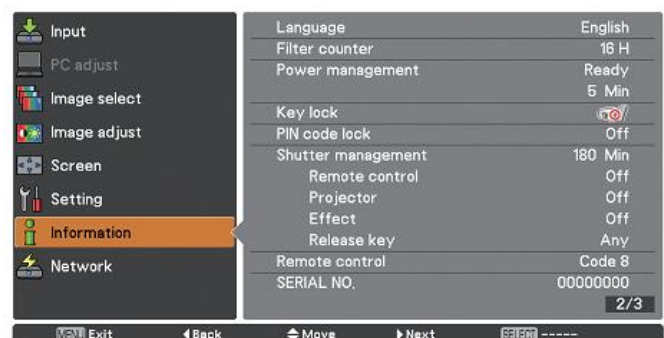 Input
PC adjust
Image select
Image adjust
Screen
Setting
Information
Network
Language English
Filter counter 16 H
Power management Ready
5 Min
Key lock
PIN code lock Off
Shutter management 180 Min
Remote control Off
Projector Off
Effect Off
Release key Any
Remote control Code 8
SERIAL NO. 00000000
2/3
MENU Exit Back Move Next SELECT -----